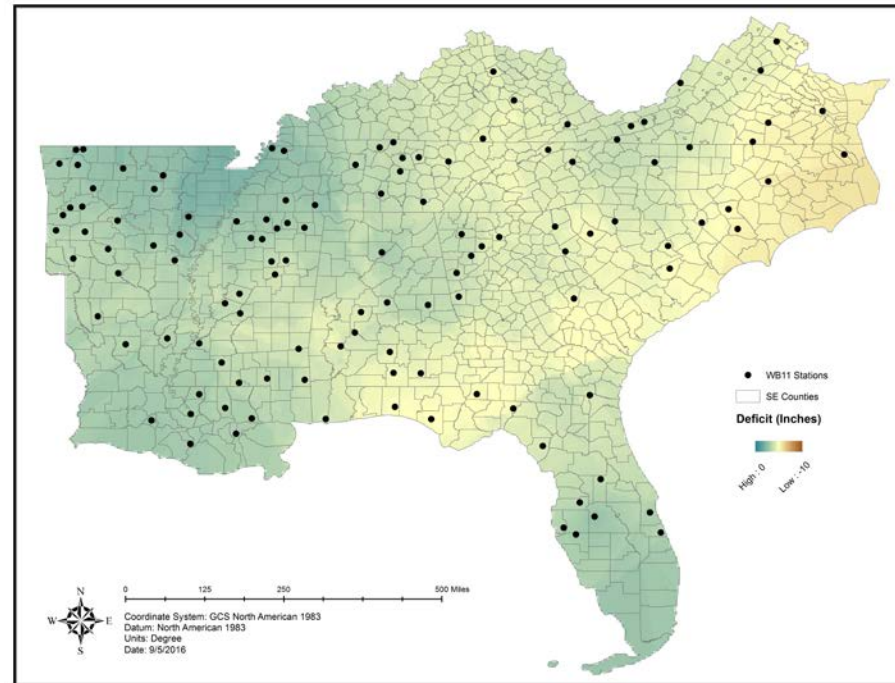 WB11 Stations
SE Counties
Deficit (Inches)
High : 0
Low : -10
N
W
E
S
0
125
250
500 Miles
Coordinate System: GCS North American 1983
Datum: North American 1983
Units: Degree
Date: 9/5/2016